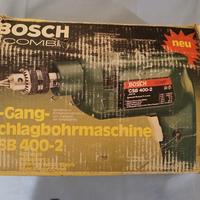 BOSCH
COMBI
neu
BOSCH
CSB 400-2
-Gang-
chlagbohrmaschine
SB 400-2